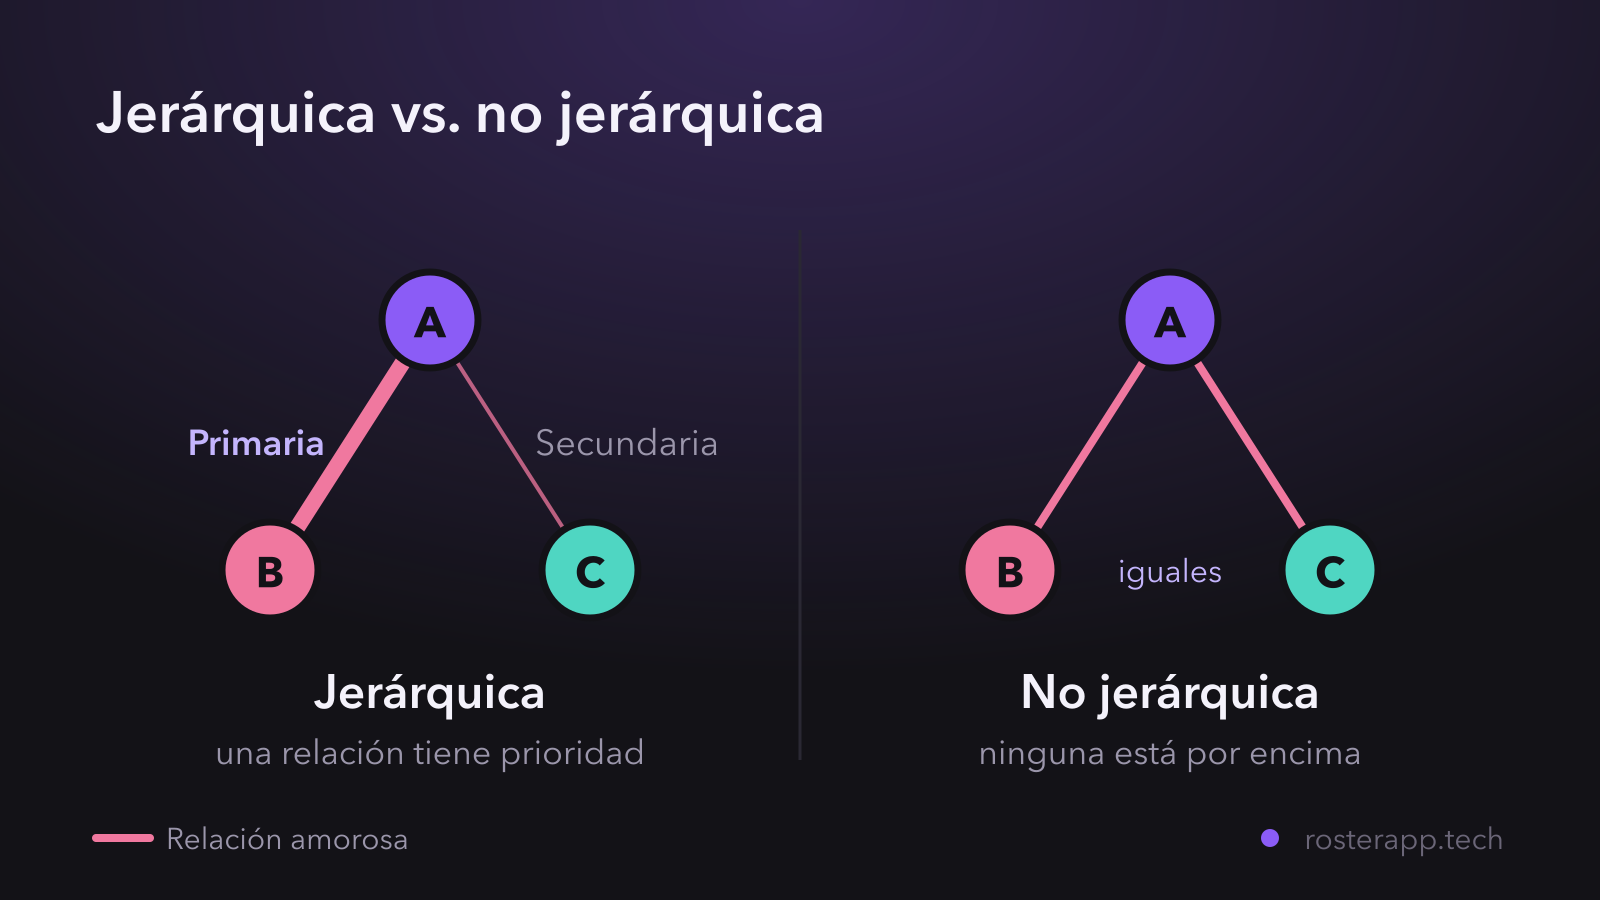 Jerárquica vs. no jerárquica
A
Primaria
Secundaria
B
C
Jerárquica
una relación tiene prioridad
A
B
iguales
C
No jerárquica
ninguna está por encima
Relación amorosa
rosterapp.tech